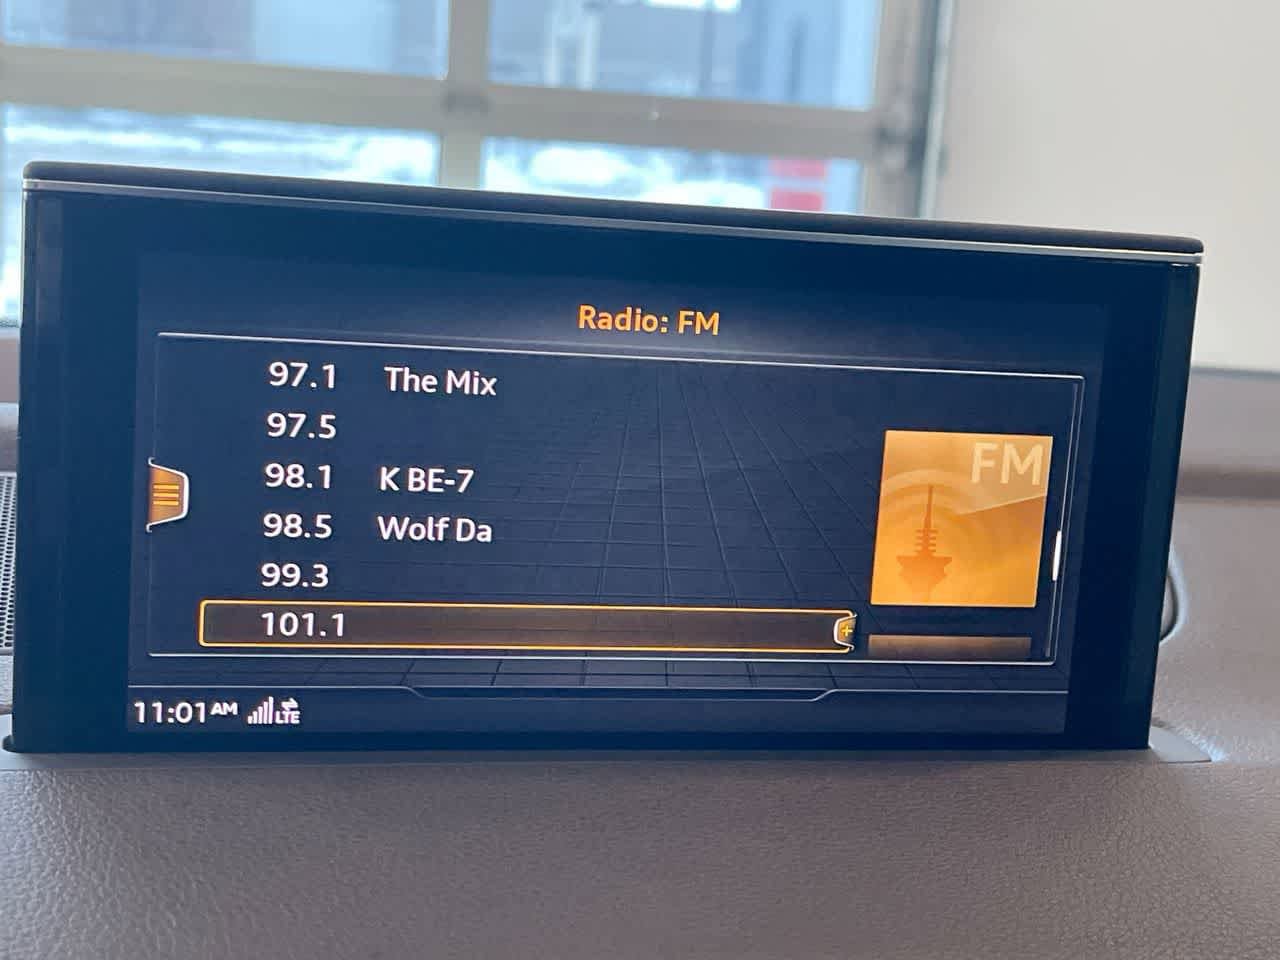 Radio: FM
97.1 The Mix
97.5
98.1 K BE-7
98.5 Wolf Da
99.3
101.1
FM
11:01 AM LTE